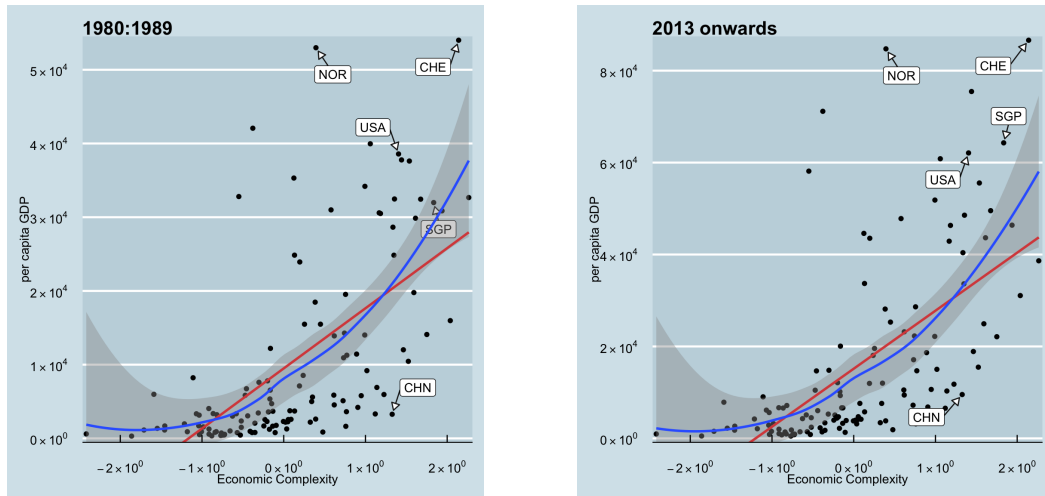 1980:1989
5 × 10⁴
4 × 10⁴
3 × 10⁴
2 × 10⁴
1 × 10⁴
0 × 10⁰
per capita GDP
NOR
CHE
USA
SGP
CHN
−2 × 10⁰
−1 × 10⁰
0 × 10⁰
1 × 10⁰
2 × 10⁰
Economic Complexity
2013 onwards
8 × 10⁴
6 × 10⁴
4 × 10⁴
2 × 10⁴
0 × 10⁰
per capita GDP
NOR
CHE
SGP
USA
CHN
−2 × 10⁰
−1 × 10⁰
0 × 10⁰
1 × 10⁰
2 × 10⁰
Economic Complexity